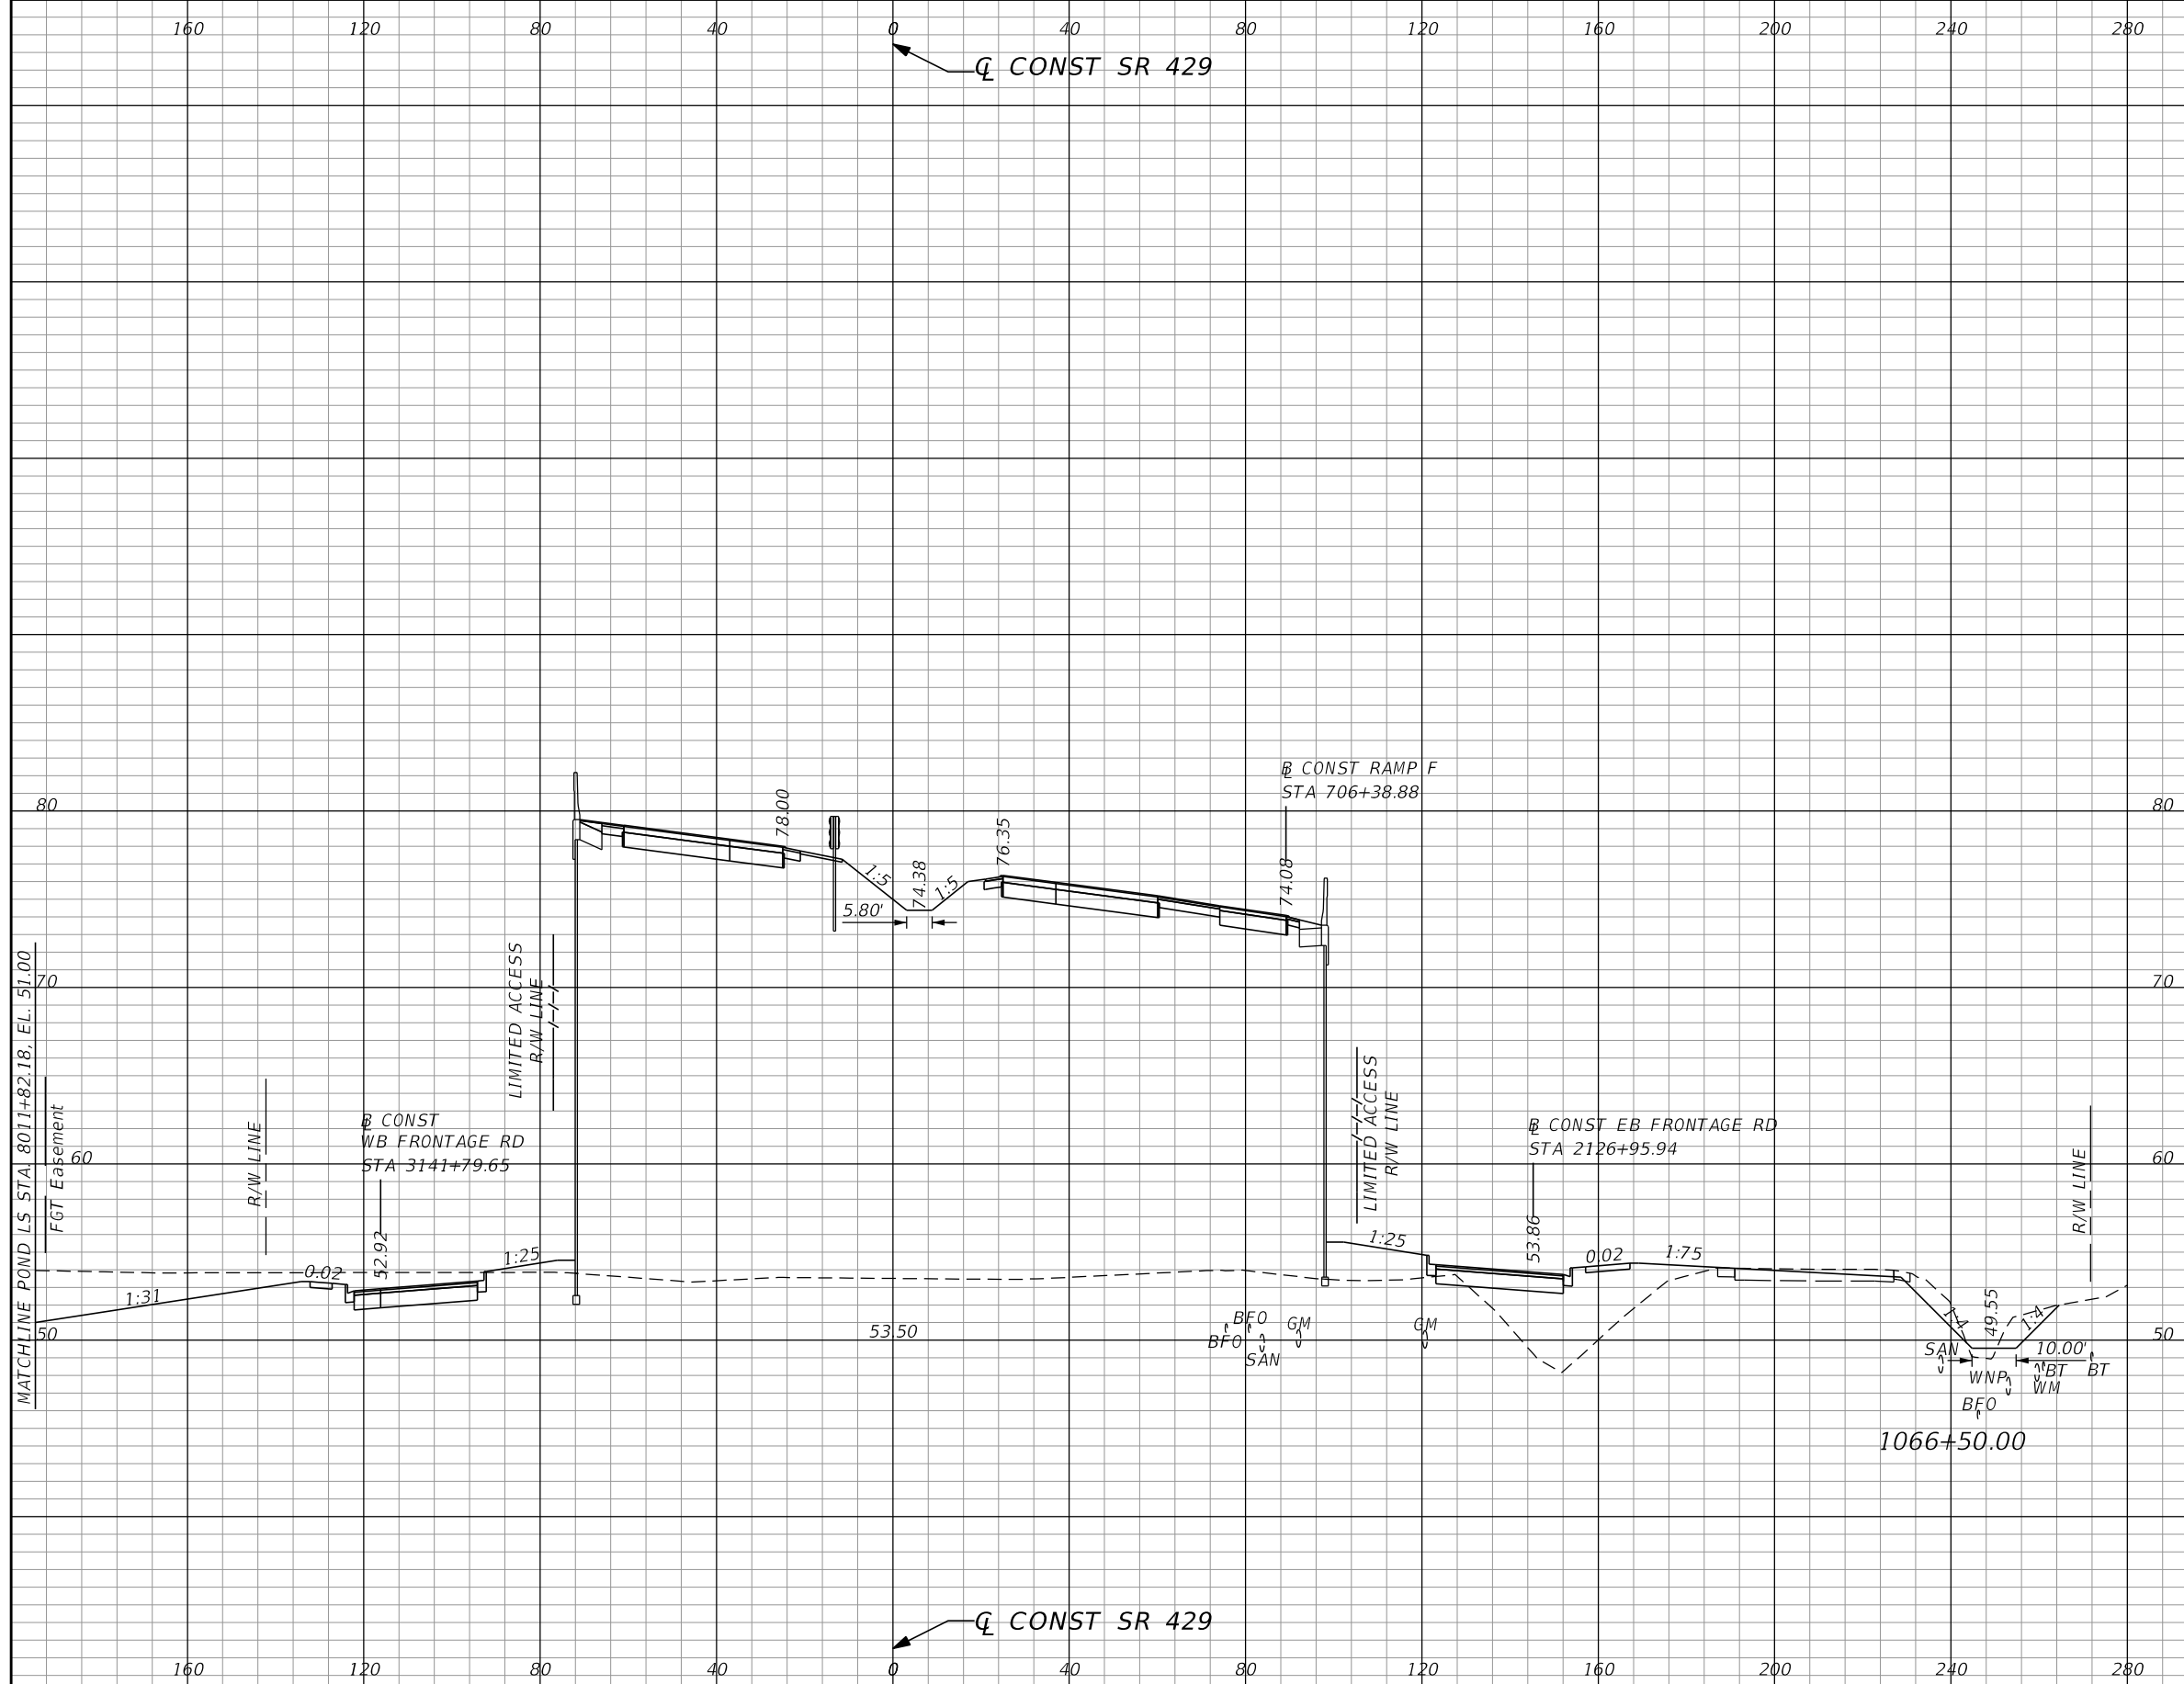 160 120 80 40 0 40 80 120 160 200 240 280
℄ CONST SR 429
℄ CONST RAMP F
STA 706+38.88
80 80
78.00
76.35
74.38
74.08
1:5
1:5
5.80'
LIMITED ACCESS
R/W LINE
70 70
MATCHLINE POND LS STA. 8011+82.18, EL. 51.00
FGT Easement
R/W LINE
LIMITED ACCESS
R/W LINE
R/W LINE
B̲L CONST
WB FRONTAGE RD
STA 3141+79.65
B̲L CONST EB FRONTAGE RD
STA 2126+95.94
60 60
52.92
53.86
1:25
1:25
0.02
0.02
1:75
1:31
1:4
49.55
1:4
50 50
53.50
BFO
BFO
SAN
GM
GM
SAN
10.00'
WNP
BT
BT
WM
BFO
1066+50.00
℄ CONST SR 429
160 120 80 40 0 40 80 120 160 200 240 280